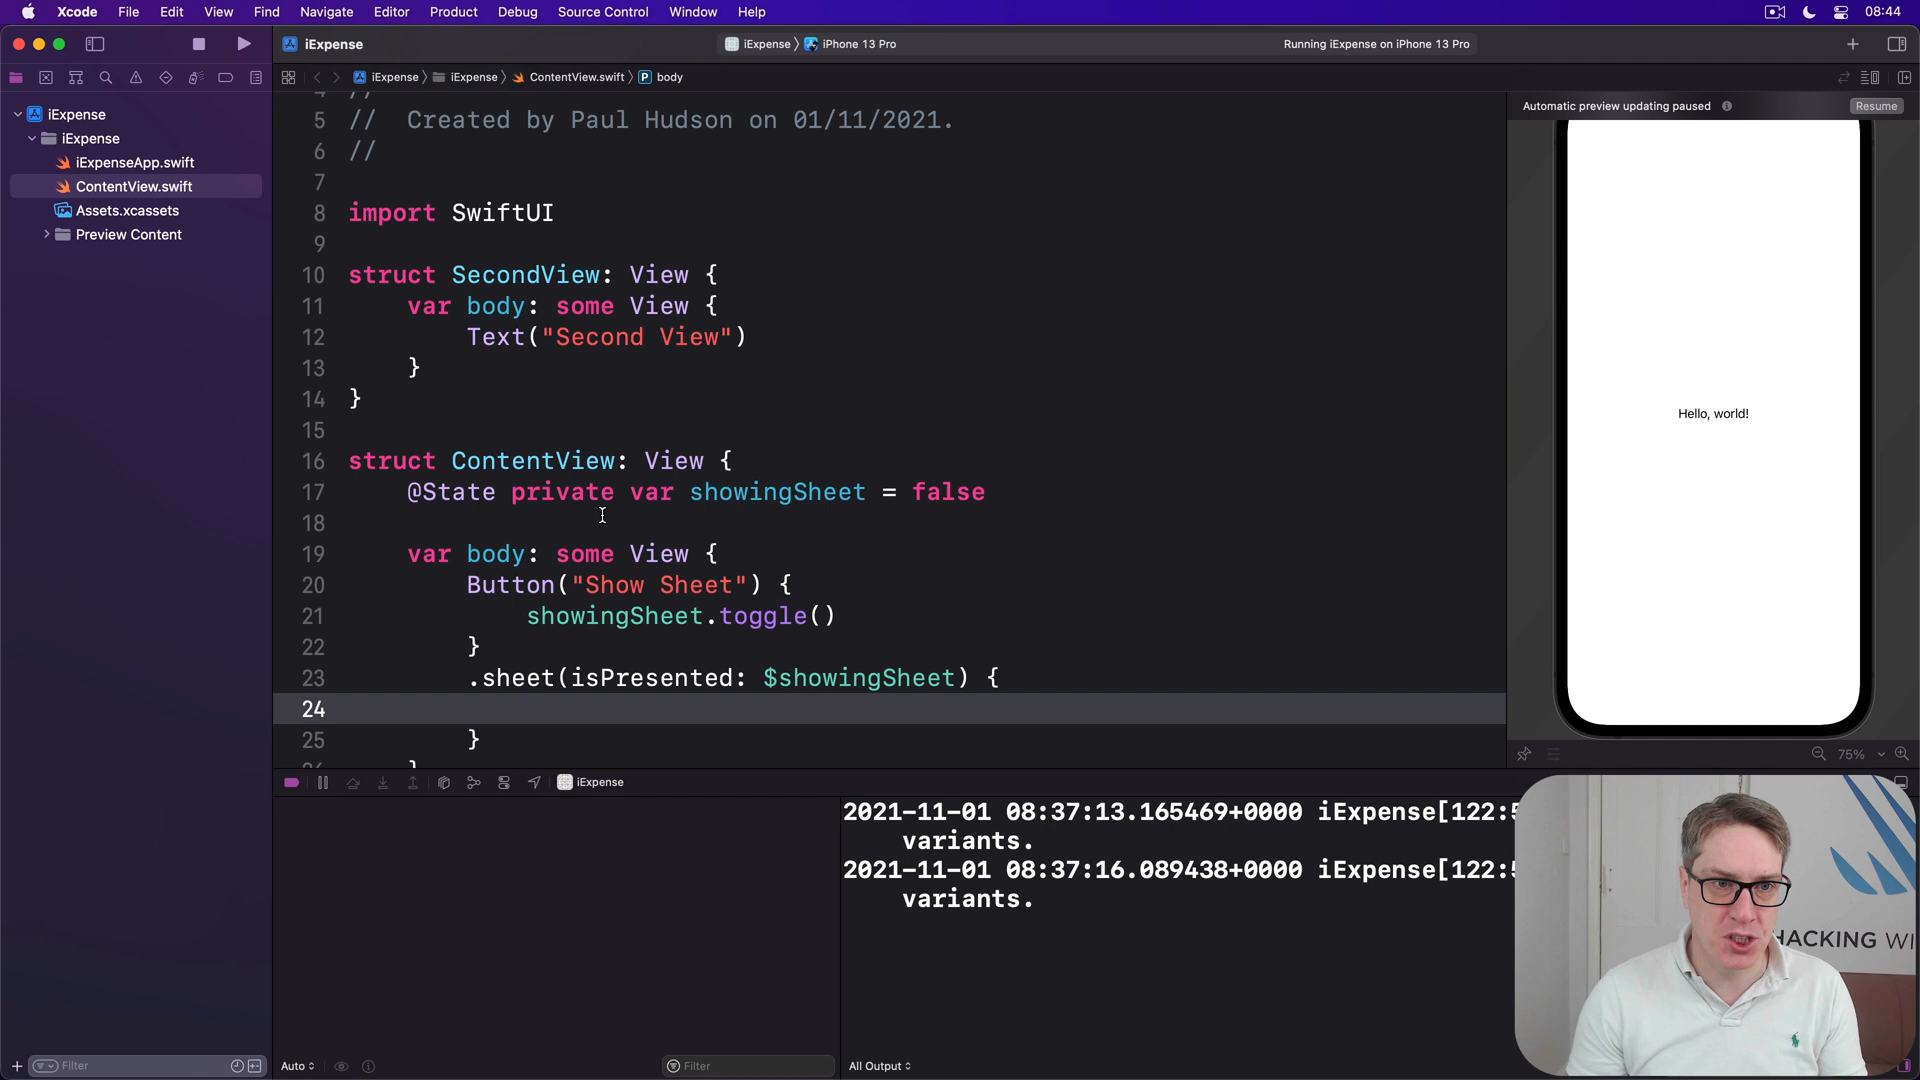 Xcode File Edit View Find Navigate Editor Product Debug Source Control Window Help 08:44
iExpense iExpense iPhone 13 Pro Running iExpense on iPhone 13 Pro
iExpense iExpense ContentView.swift body
iExpense
iExpense
iExpenseApp.swift
ContentView.swift
Assets.xcassets
Preview Content
4 //
5 // Created by Paul Hudson on 01/11/2021.
6 //
7
8 import SwiftUI
9
10 struct SecondView: View {
11 var body: some View {
12 Text("Second View")
13 }
14 }
15
16 struct ContentView: View {
17 @State private var showingSheet = false
18
19 var body: some View {
20 Button("Show Sheet") {
21 showingSheet.toggle()
22 }
23 .sheet(isPresented: $showingSheet) {
24
25 }
}
Automatic preview updating paused Resume
Hello, world!
75%
iExpense
2021-11-01 08:37:13.165469+0000 iExpense[122:5
variants.
2021-11-01 08:37:16.089438+0000 iExpense[122:5
variants.
HACKING WI
Filter Auto Filter All Output